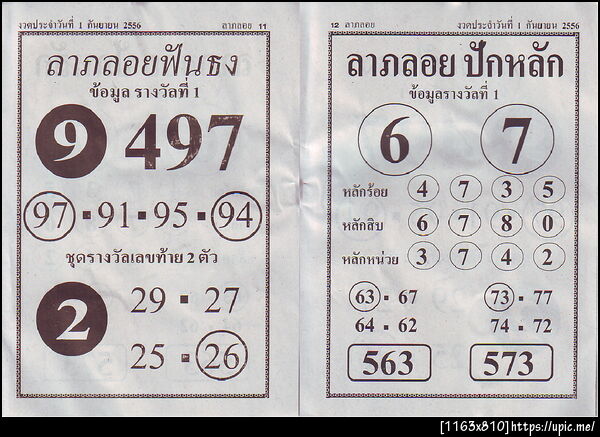 งวดประจำวันที่ 1 กันยายน 2556 ลาภลอย 11
ลาภลอยฟันธง
ข้อมูล รางวัลที่ 1
9 497
97 - 91 - 95 - 94
ชุดรางวัลเลขท้าย 2 ตัว
2
29 - 27
25 - 26
12 ลาภลอย งวดประจำวันที่ 1 กันยายน 2556
ลาภลอย ปักหลัก
ข้อมูลรางวัลที่ 1
6 7
หลักร้อย 4 7 3 5
หลักสิบ 6 7 8 0
หลักหน่วย 3 7 4 2
63 - 67 73 - 77
64 - 62 74 - 72
563 573
[1163x810]https://upic.me/